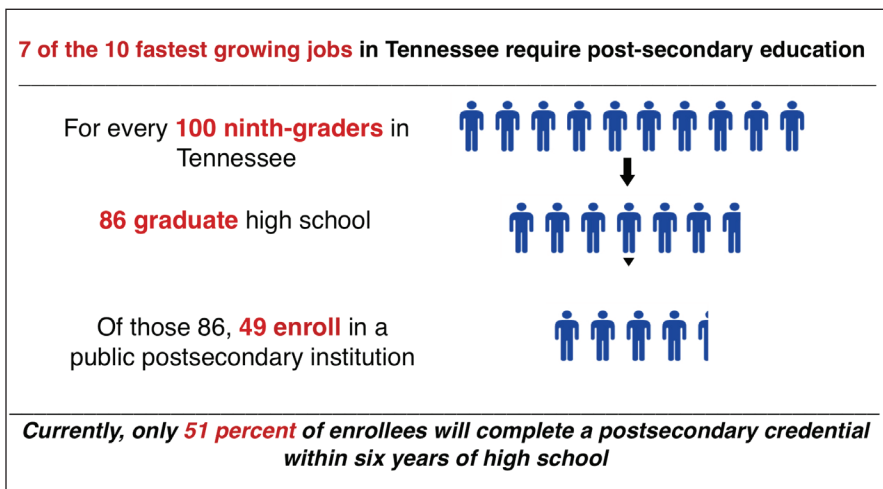 7 of the 10 fastest growing jobs in Tennessee require post-secondary education
For every 100 ninth-graders in
Tennessee
86 graduate high school
Of those 86, 49 enroll in a
public postsecondary institution
Currently, only 51 percent of enrollees will complete a postsecondary credential
within six years of high school